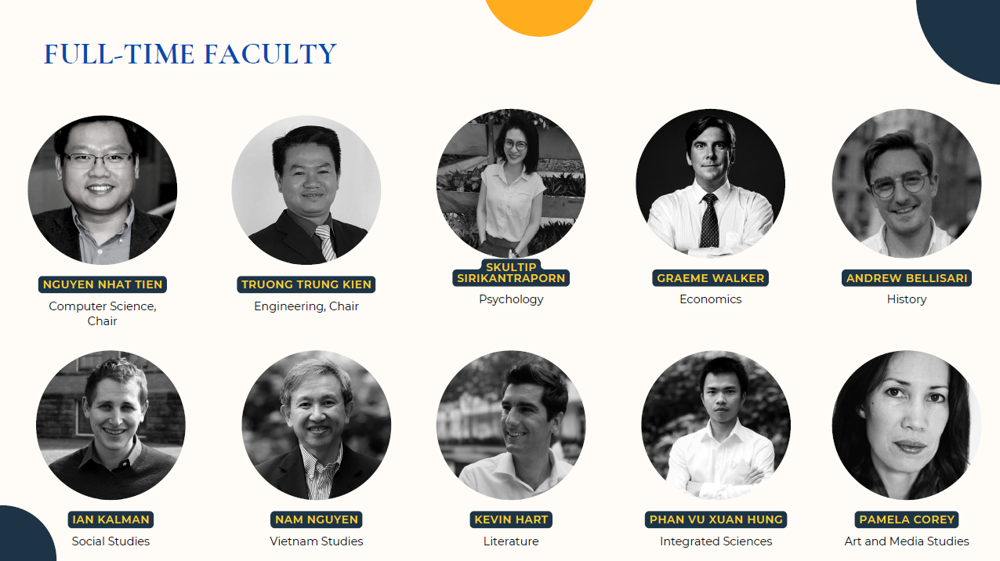 FULL-TIME FACULTY
NGUYEN NHAT TIEN
Computer Science,
Chair
TRUONG TRUNG KIEN
Engineering, Chair
SKULTIP
SIRIKANTRAPORN
Psychology
GRAEME WALKER
Economics
ANDREW BELLISARI
History
IAN KALMAN
Social Studies
NAM NGUYEN
Vietnam Studies
KEVIN HART
Literature
PHAN VU XUAN HUNG
Integrated Sciences
PAMELA COREY
Art and Media Studies